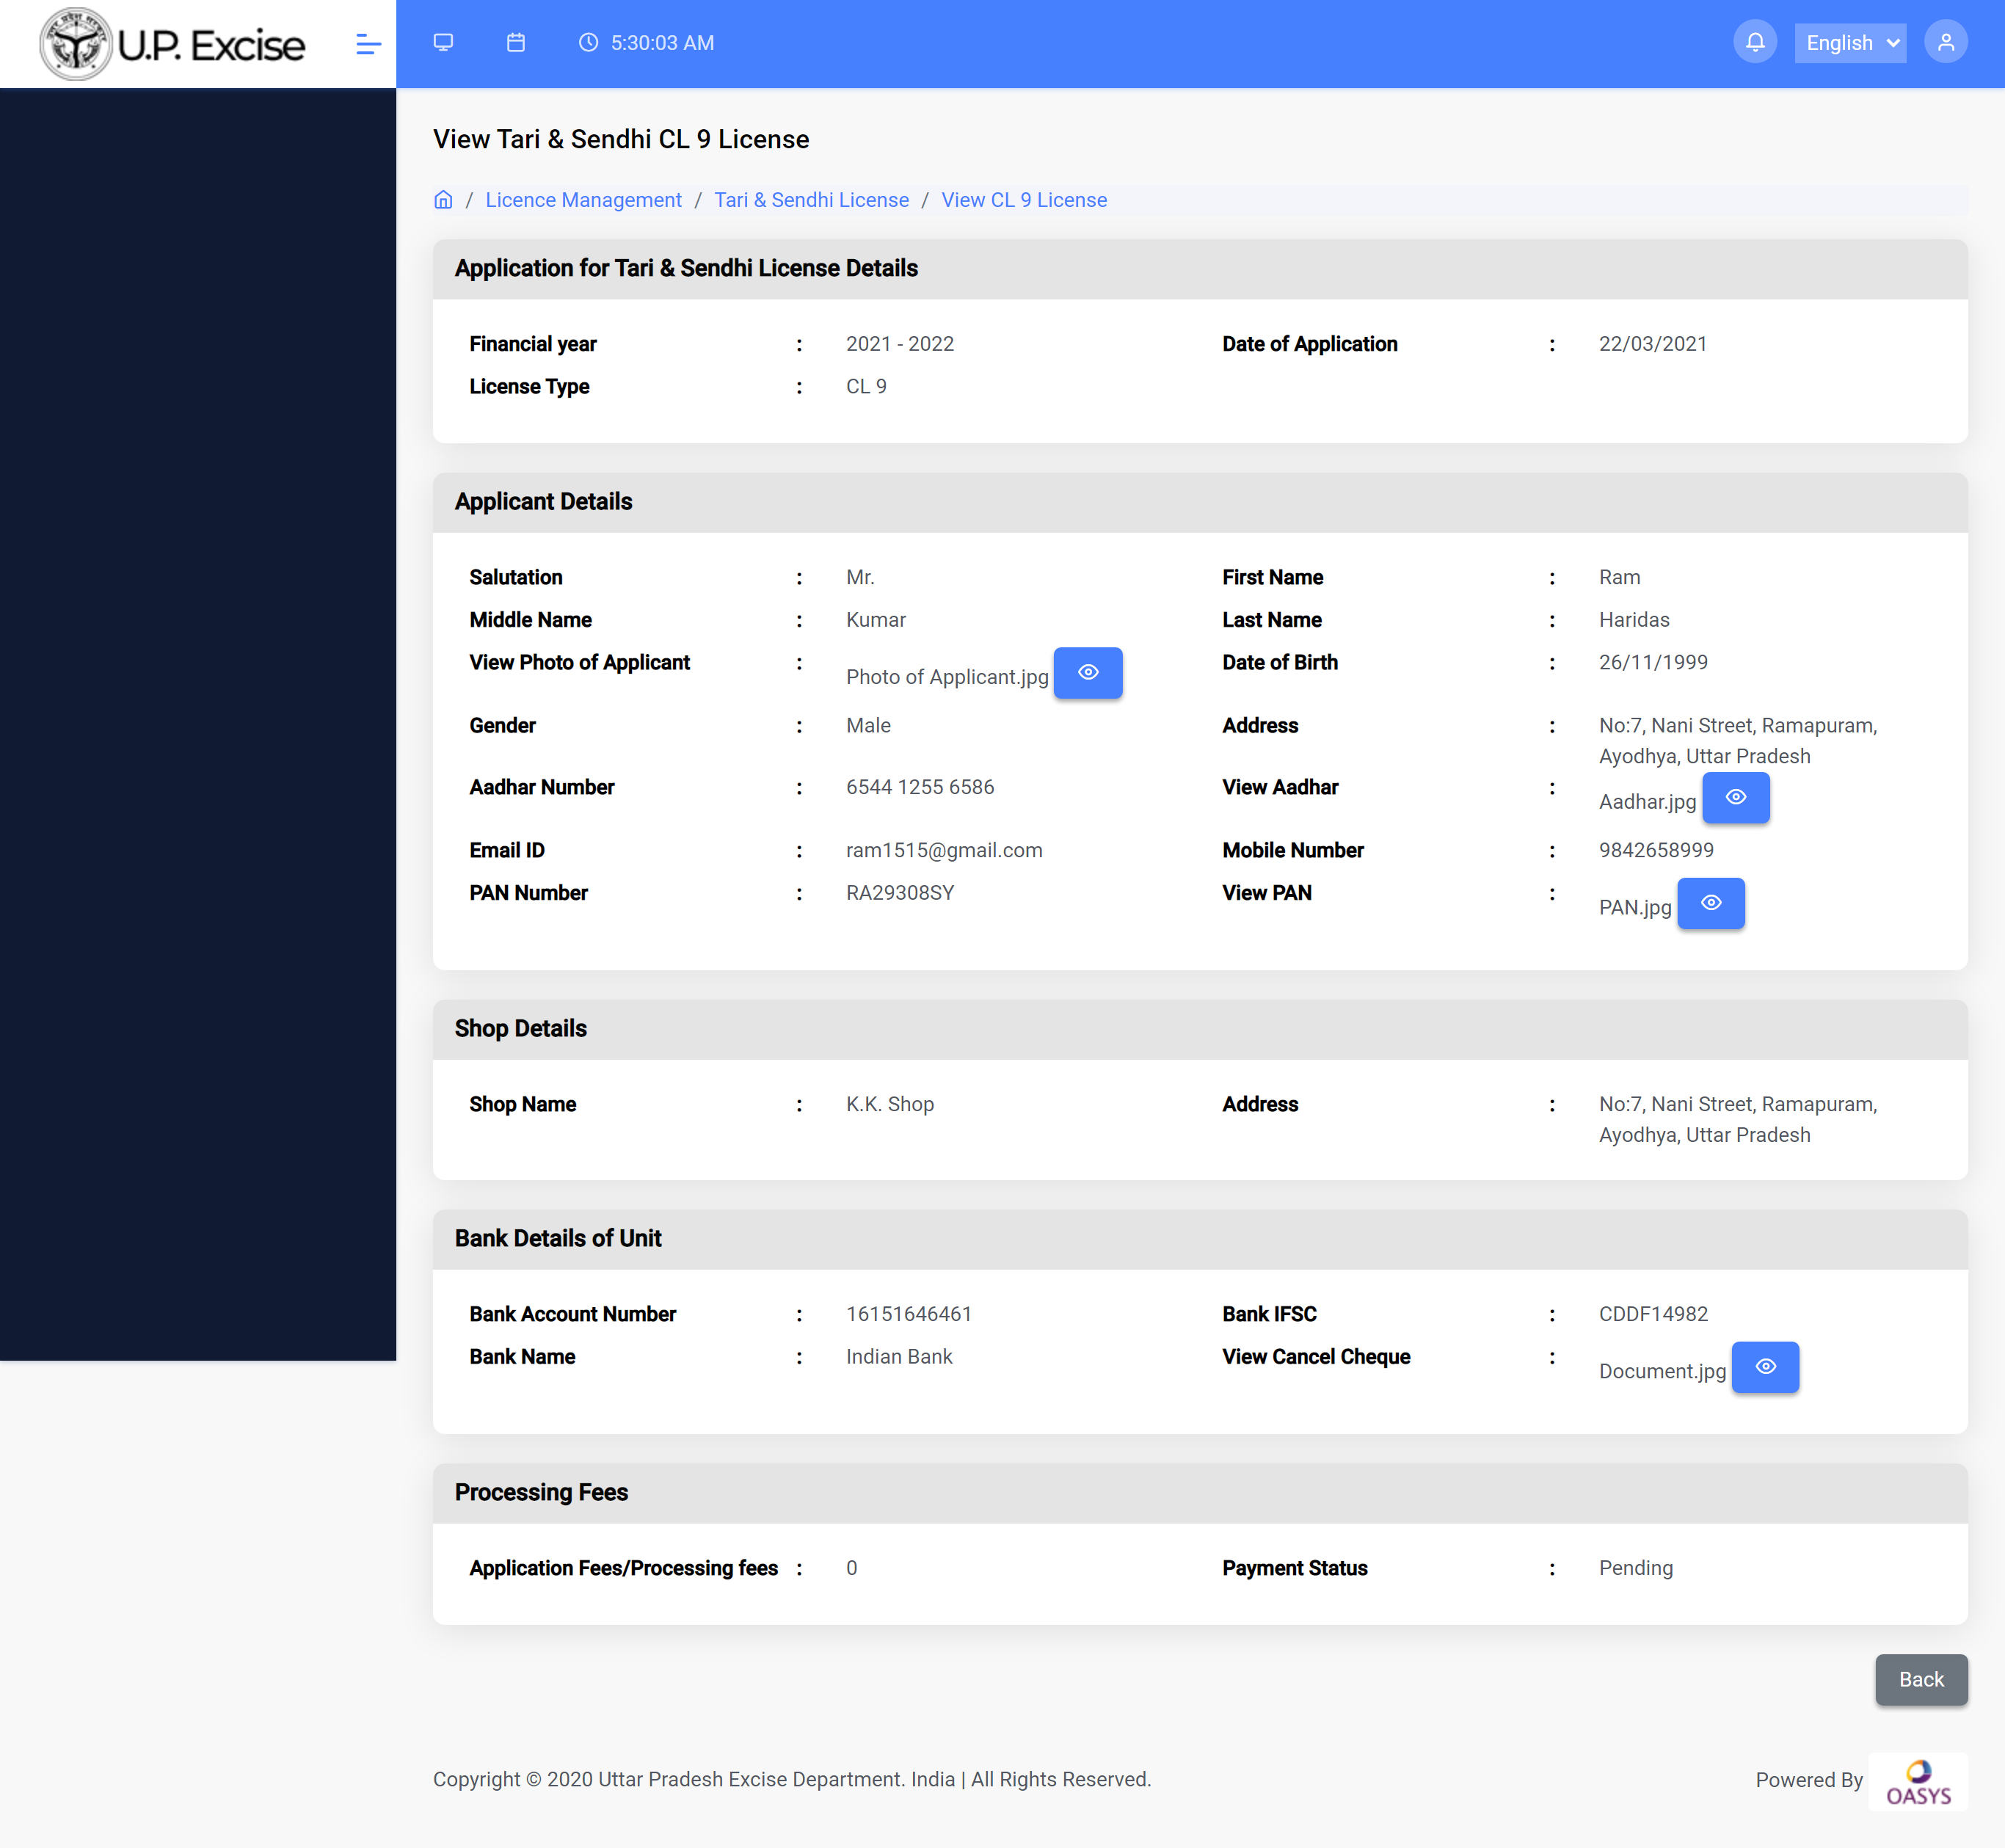 U.P. Excise
5:30:03 AM
English
View Tari & Sendhi CL 9 License
/ Licence Management / Tari & Sendhi License / View CL 9 License
Application for Tari & Sendhi License Details
Financial year : 2021 - 2022 Date of Application : 22/03/2021
License Type : CL 9
Applicant Details
Salutation : Mr. First Name : Ram
Middle Name : Kumar Last Name : Haridas
View Photo of Applicant : Photo of Applicant.jpg Date of Birth : 26/11/1999
Gender : Male Address : No:7, Nani Street, Ramapuram,
Ayodhya, Uttar Pradesh
Aadhar Number : 6544 1255 6586 View Aadhar : Aadhar.jpg
Email ID : ram1515@gmail.com Mobile Number : 9842658999
PAN Number : RA29308SY View PAN : PAN.jpg
Shop Details
Shop Name : K.K. Shop Address : No:7, Nani Street, Ramapuram,
Ayodhya, Uttar Pradesh
Bank Details of Unit
Bank Account Number : 16151646461 Bank IFSC : CDDF14982
Bank Name : Indian Bank View Cancel Cheque : Document.jpg
Processing Fees
Application Fees/Processing fees : 0 Payment Status : Pending
Back
Copyright © 2020 Uttar Pradesh Excise Department. India | All Rights Reserved.
Powered By OASYS